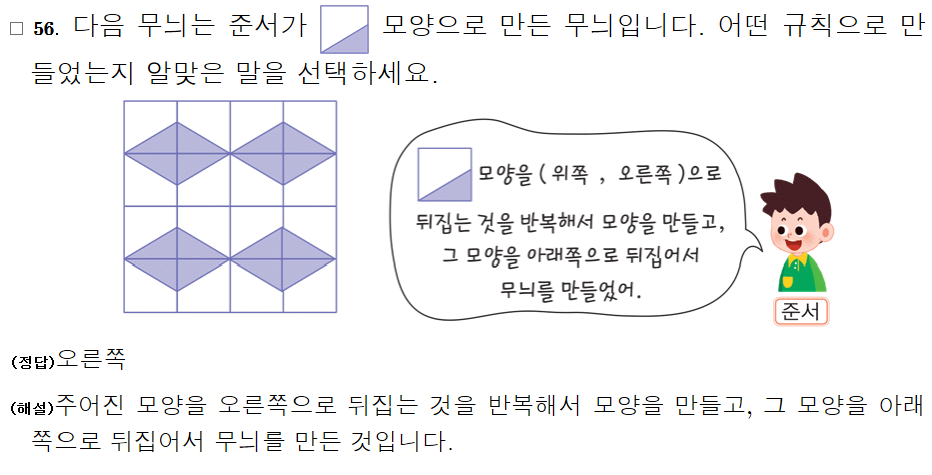 □ 56. 다음 무늬는 준서가 모양으로 만든 무늬입니다. 어떤 규칙으로 만
들었는지 알맞은 말을 선택하세요.
모양을 ( 위쪽 , 오른쪽 )으로
뒤집는 것을 반복해서 모양을 만들고,
그 모양을 아래쪽으로 뒤집어서
무늬를 만들었어.
준서
(정답)오른쪽
(해설)주어진 모양을 오른쪽으로 뒤집는 것을 반복해서 모양을 만들고, 그 모양을 아래
쪽으로 뒤집어서 무늬를 만든 것입니다.